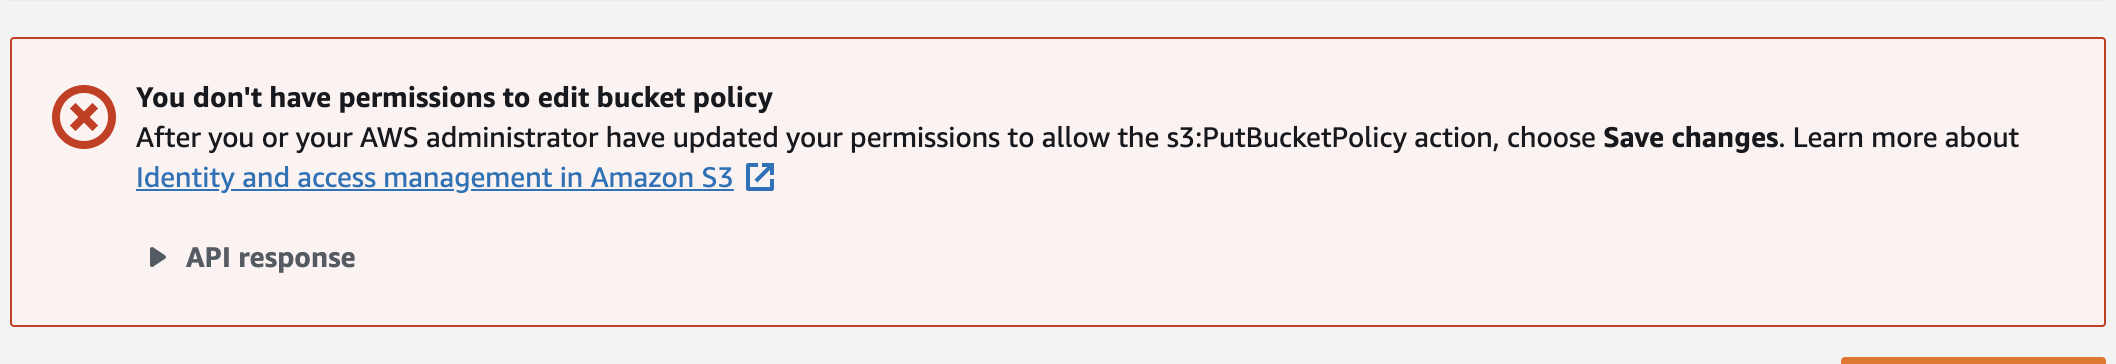 You don't have permissions to edit bucket policy
After you or your AWS administrator have updated your permissions to allow the s3:PutBucketPolicy action, choose Save changes. Learn more about
Identity and access management in Amazon S3
API response